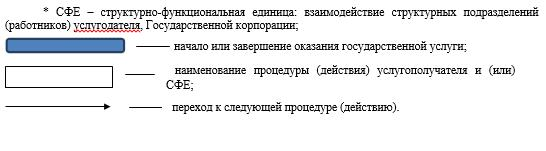 * СФЕ – структурно-функциональная единица: взаимодействие структурных подразделений
(работников) услугодателя, Государственной корпорации;
——— начало или завершение оказания государственной услуги;
——— наименование процедуры (действия) услугополучателя и (или)
СФЕ;
——— переход к следующей процедуре (действию).